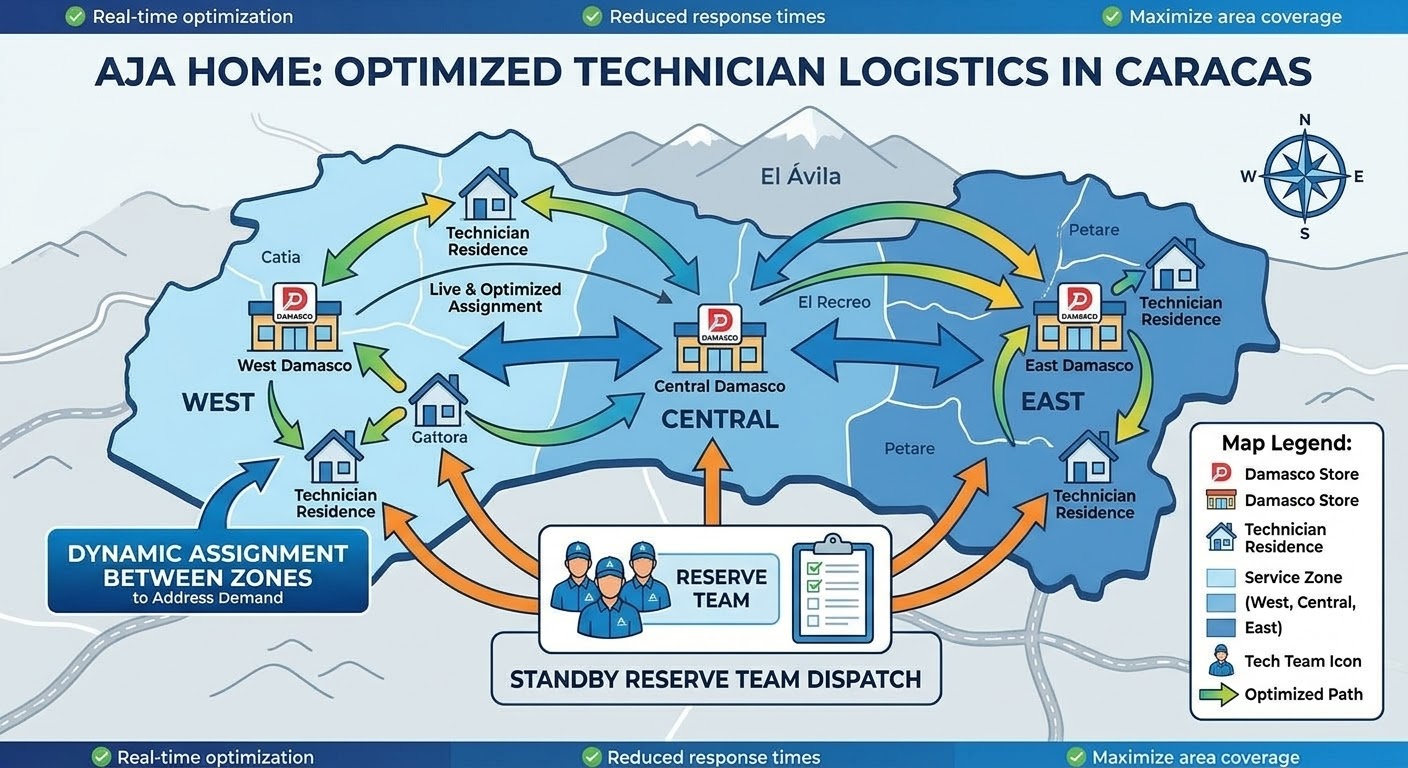 Real-time optimization
Reduced response times
Maximize area coverage
AJA HOME: OPTIMIZED TECHNICIAN LOGISTICS IN CARACAS
N
W
E
S
El Ávila
Petare
Catia
Technician
Residence
Technician
Residence
Live & Optimized
Assignment
El Recreo
DAMASCO
West Damasco
DAMASCO
Central Damasco
DAMSACD
East Damasco
WEST
CENTRAL
EAST
Gattora
Petare
Technician
Residence
Technician
Residence
DYNAMIC ASSIGNMENT
BETWEEN ZONES
to Address Demand
RESERVE
TEAM
STANDBY RESERVE TEAM DISPATCH
Map Legend:
Damasco Store
Damasco Store
Technician
Residence
Service Zone
(West, Central,
East)
Tech Team Icon
Optimized Path
Real-time optimization
Reduced response times
Maximize area coverage